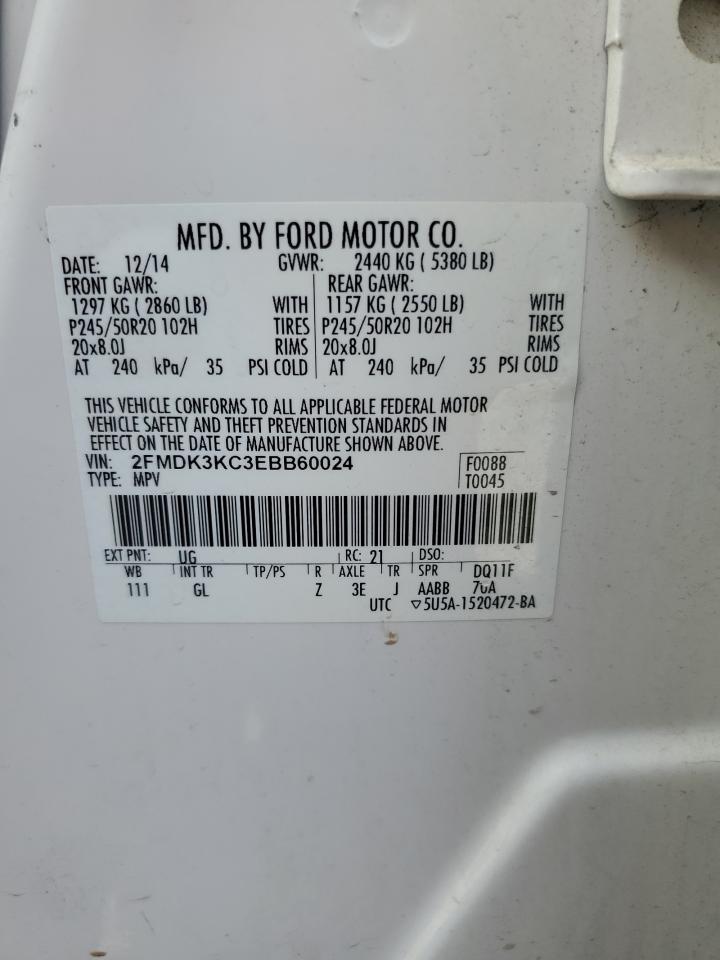 MFD. BY FORD MOTOR CO.
DATE: 12/14 GVWR: 2440 KG ( 5380 LB)
FRONT GAWR: REAR GAWR:
1297 KG ( 2860 LB) WITH 1157 KG ( 2550 LB) WITH
P245/50R20 102H TIRES P245/50R20 102H TIRES
20x8.0J RIMS 20x8.0J RIMS
AT 240 kPa/ 35 PSI COLD AT 240 kPa/ 35 PSI COLD
THIS VEHICLE CONFORMS TO ALL APPLICABLE FEDERAL MOTOR
VEHICLE SAFETY AND THEFT PREVENTION STANDARDS IN
EFFECT ON THE DATE OF MANUFACTURE SHOWN ABOVE.
VIN: 2FMDK3KC3EBB60024 F0088
TYPE: MPV T0045
EXT PNT: UG RC: 21 DSO:
WB INT TR TP/PS R AXLE TR SPR DQ11F
111 GL Z 3E J AABB
UTC ▽5U5A-1520472-BA